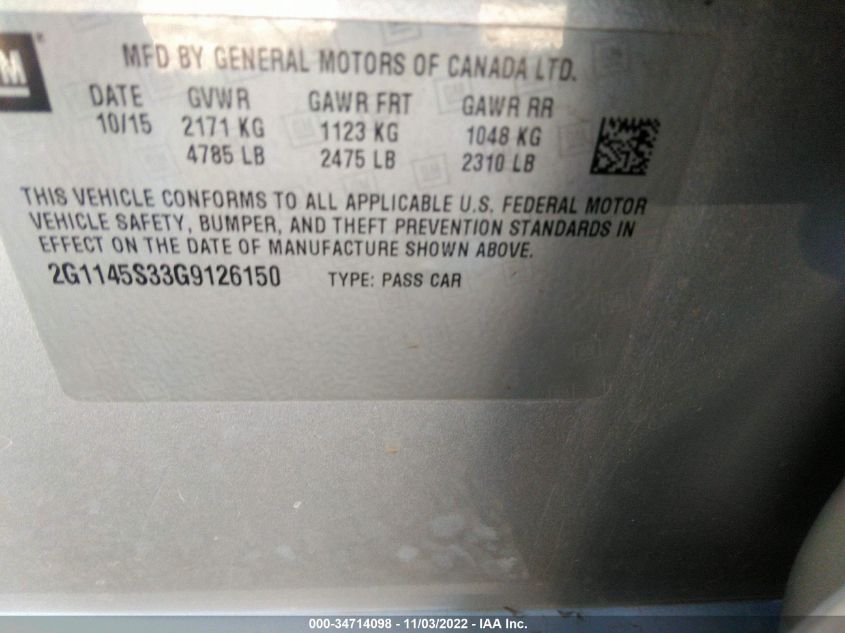 GM
MFD BY GENERAL MOTORS OF CANADA LTD.
DATE GVWR GAWR FRT GAWR RR
10/15 2171 KG 1123 KG 1048 KG
4785 LB 2475 LB 2310 LB
THIS VEHICLE CONFORMS TO ALL APPLICABLE U.S. FEDERAL MOTOR
VEHICLE SAFETY, BUMPER, AND THEFT PREVENTION STANDARDS IN
EFFECT ON THE DATE OF MANUFACTURE SHOWN ABOVE.
2G1145S33G9126150 TYPE: PASS CAR
000-34714098 - 11/03/2022 - IAA Inc.